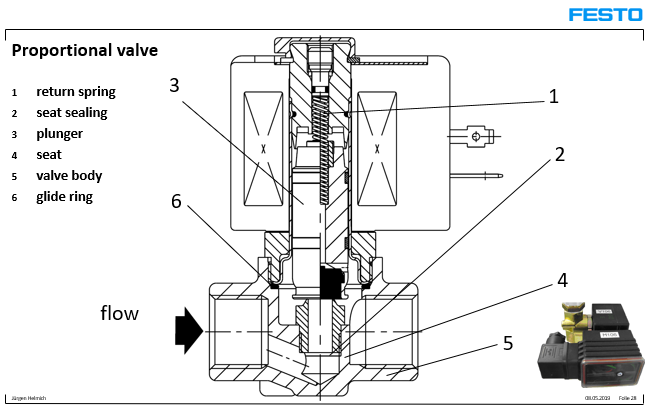 FESTO
Proportional valve
1 return spring
2 seat sealing
3 plunger
4 seat
5 valve body
6 glide ring
3
1
2
6
4
flow
5
Jürgen Helmich
08.05.2019 Folie 28